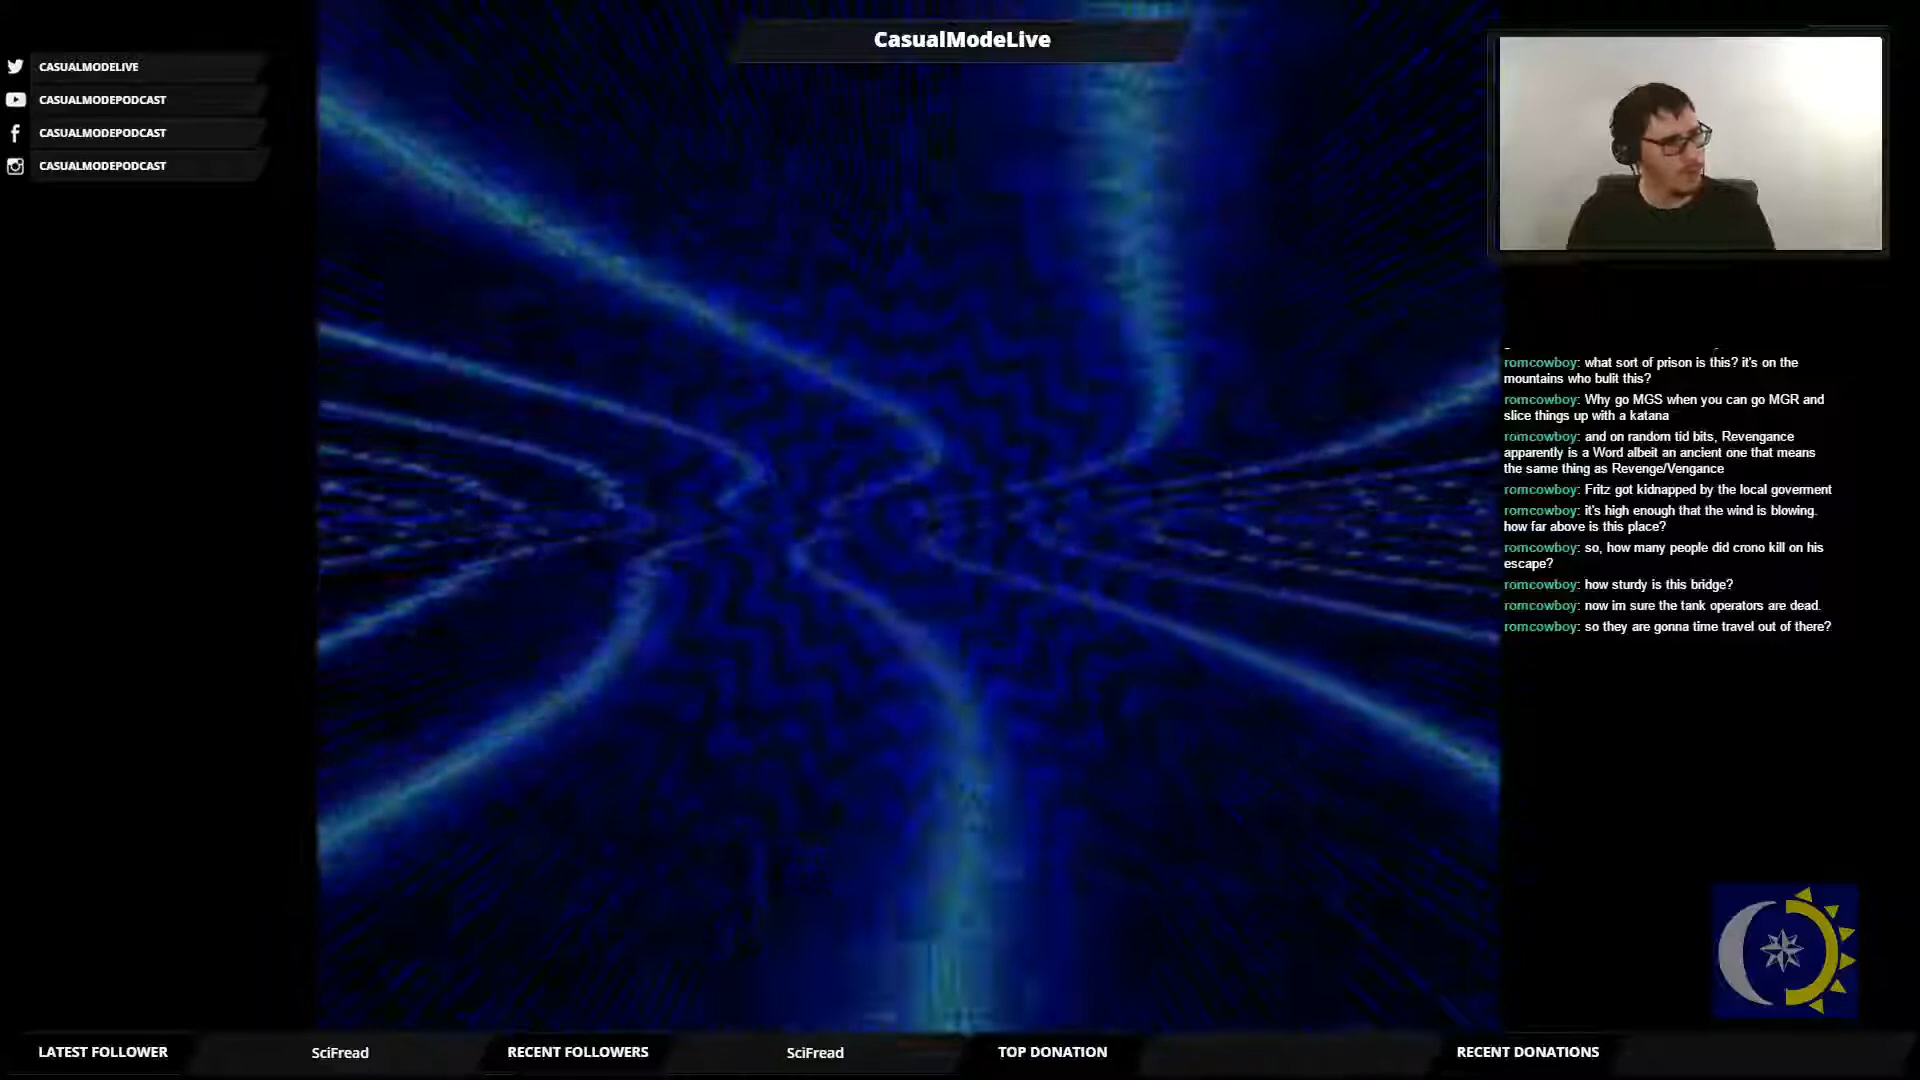 CasualModeLive
CASUALMODELIVE
CASUALMODEPODCAST
CASUALMODEPODCAST
CASUALMODEPODCAST
romcowboy: what sort of prison is this? it's on the
mountains who bulit this?
romcowboy: Why go MGS when you can go MGR and
slice things up with a katana
romcowboy: and on random tid bits, Revengance
apparently is a Word albeit an ancient one that means
the same thing as Revenge/Vengance
romcowboy: Fritz got kidnapped by the local goverment
romcowboy: it's high enough that the wind is blowing.
how far above is this place?
romcowboy: so, how many people did crono kill on his
escape?
romcowboy: how sturdy is this bridge?
romcowboy: now im sure the tank operators are dead.
romcowboy: so they are gonna time travel out of there?
LATEST FOLLOWER SciFread RECENT FOLLOWERS SciFread TOP DONATION RECENT DONATIONS